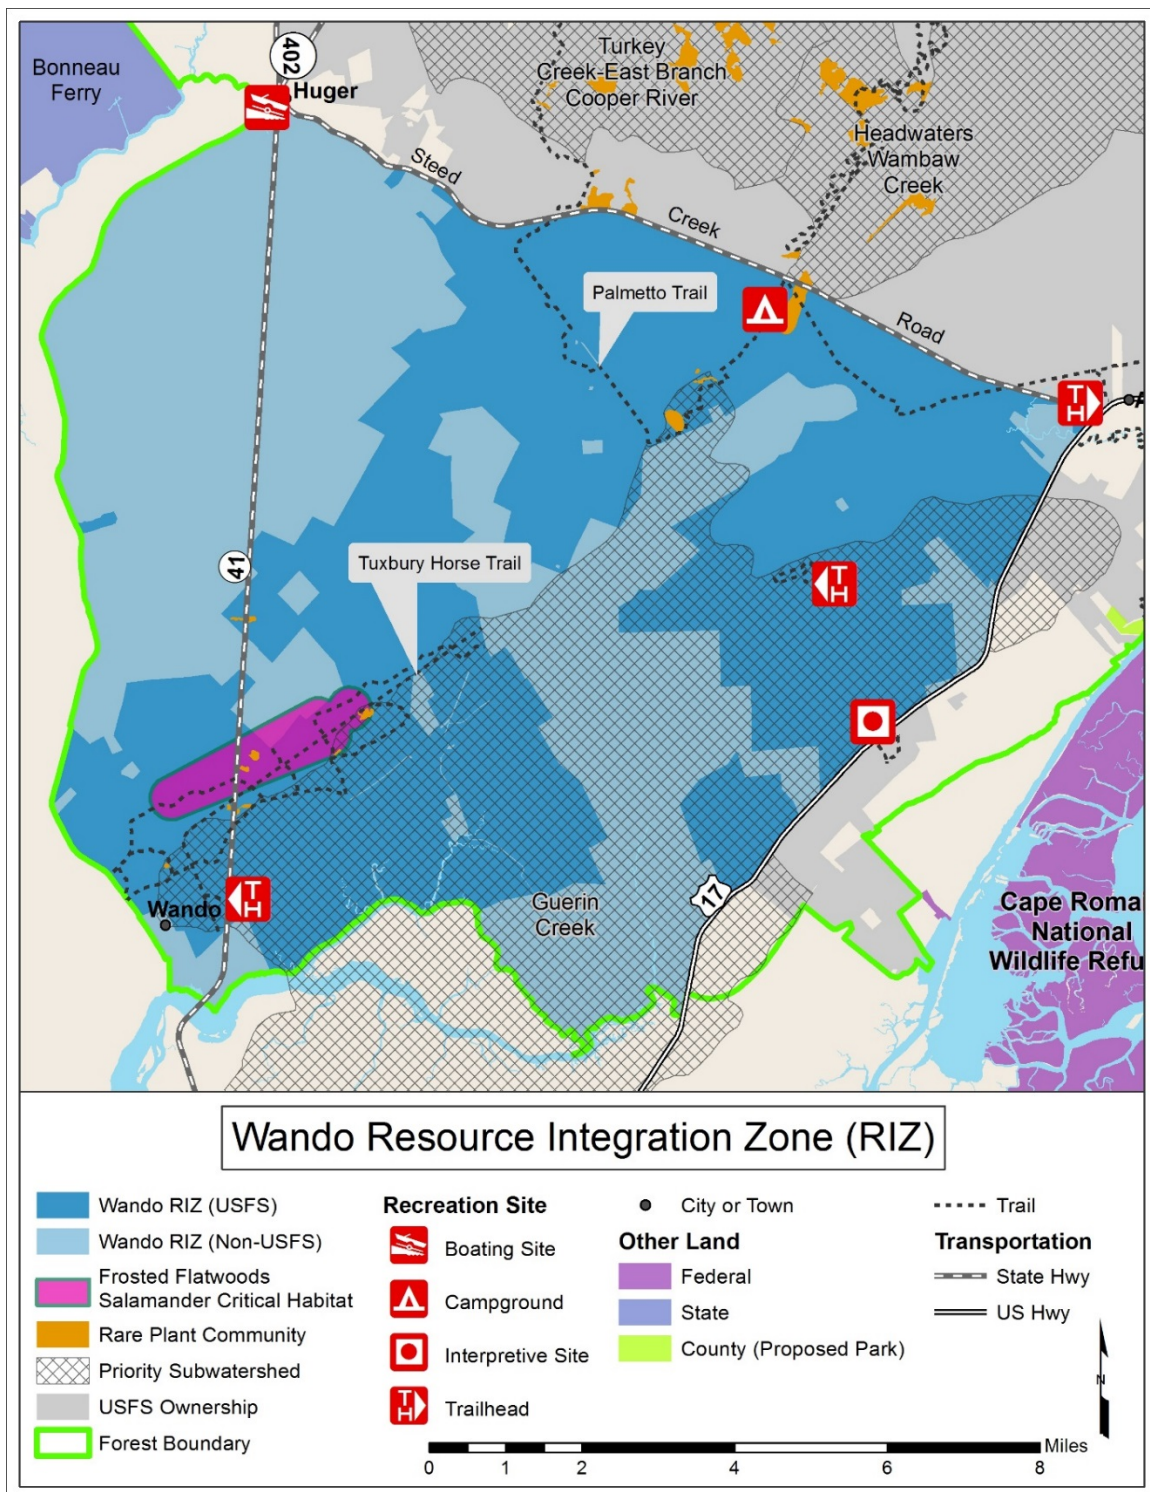 Bonneau
Ferry
402
Huger
Turkey
Creek-East Branch
Cooper River
Headwaters
Wambaw
Creek
Steed
Creek
Road
Palmetto Trail
T
H
41
Tuxbury Horse Trail
T
H
Wando
T
H
Guerin
Creek
17
Cape Romai
National
Wildlife Refu
Wando Resource Integration Zone (RIZ)
Wando RIZ (USFS)
Wando RIZ (Non-USFS)
Frosted Flatwoods
Salamander Critical Habitat
Rare Plant Community
Priority Subwatershed
USFS Ownership
Forest Boundary
Recreation Site
Boating Site
Campground
Interpretive Site
T
H
Trailhead
City or Town
Other Land
Federal
State
County (Proposed Park)
Trail
Transportation
State Hwy
US Hwy
N
Miles
0 1 2 4 6 8